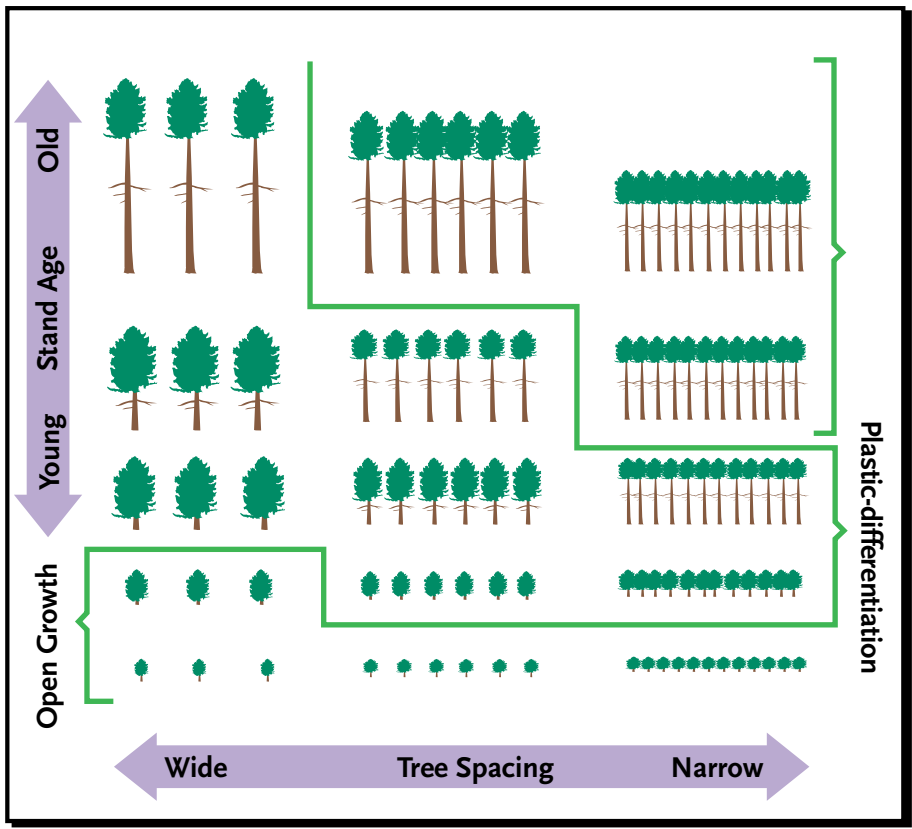 Old
Stand Age
Young
Open Growth
Plastic-differentiation
Wide
Tree Spacing
Narrow